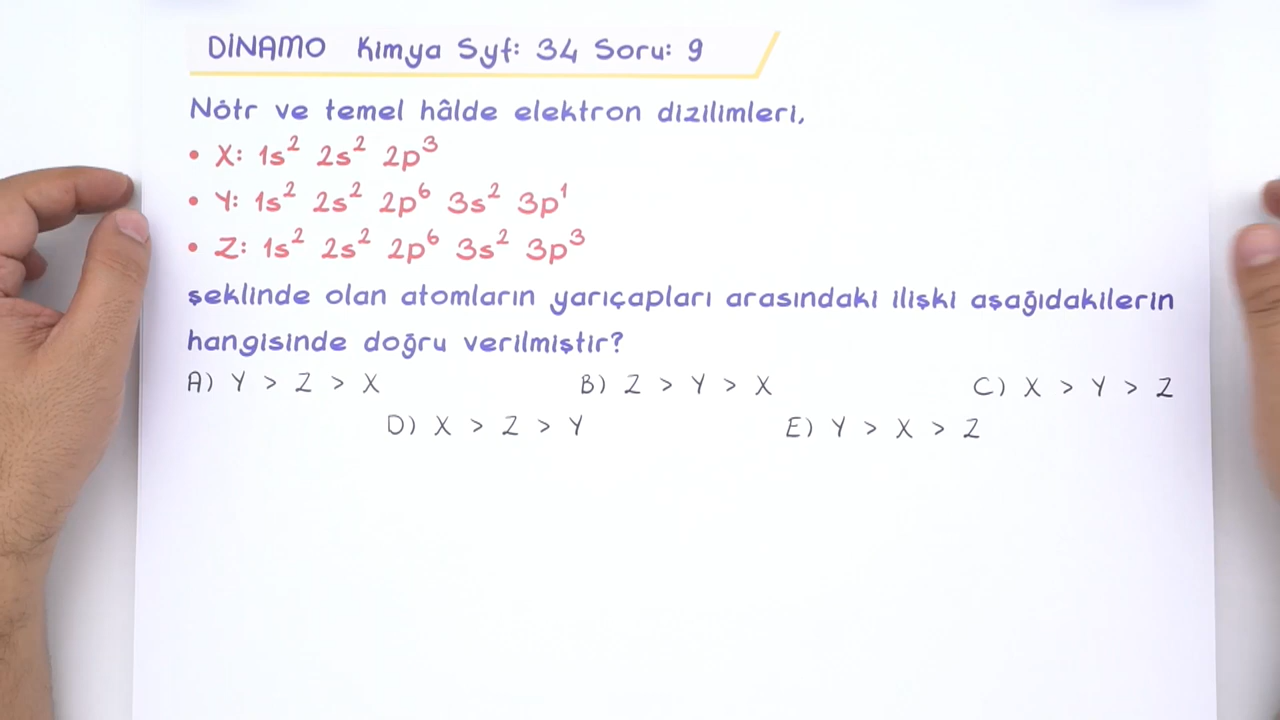 DİNAMO Kimya Syf: 34 Soru: 9
Nötr ve temel hâlde elektron dizilimleri,
• X: 1s² 2s² 2p³
• Y: 1s² 2s² 2p⁶ 3s² 3p¹
• Z: 1s² 2s² 2p⁶ 3s² 3p³
şeklinde olan atomların yarıçapları arasındaki ilişki aşağıdakilerin
hangisinde doğru verilmiştir?
A) Y > Z > X B) Z > Y > X C) X > Y > Z
D) X > Z > Y E) Y > X > Z